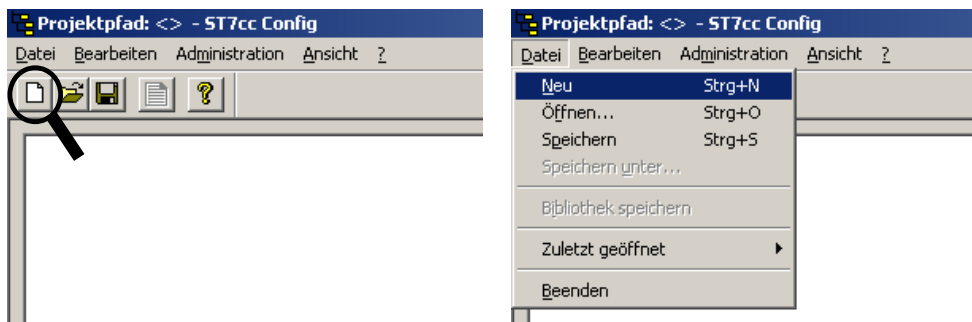 Projektpfad: <> - ST7cc Config
Datei Bearbeiten Administration Ansicht ?
Projektpfad: <> - ST7cc Config
Datei Bearbeiten Administration Ansicht ?
Neu Strg+N
Öffnen... Strg+O
Speichern Strg+S
Speichern unter...
Bibliothek speichern
Zuletzt geöffnet
Beenden